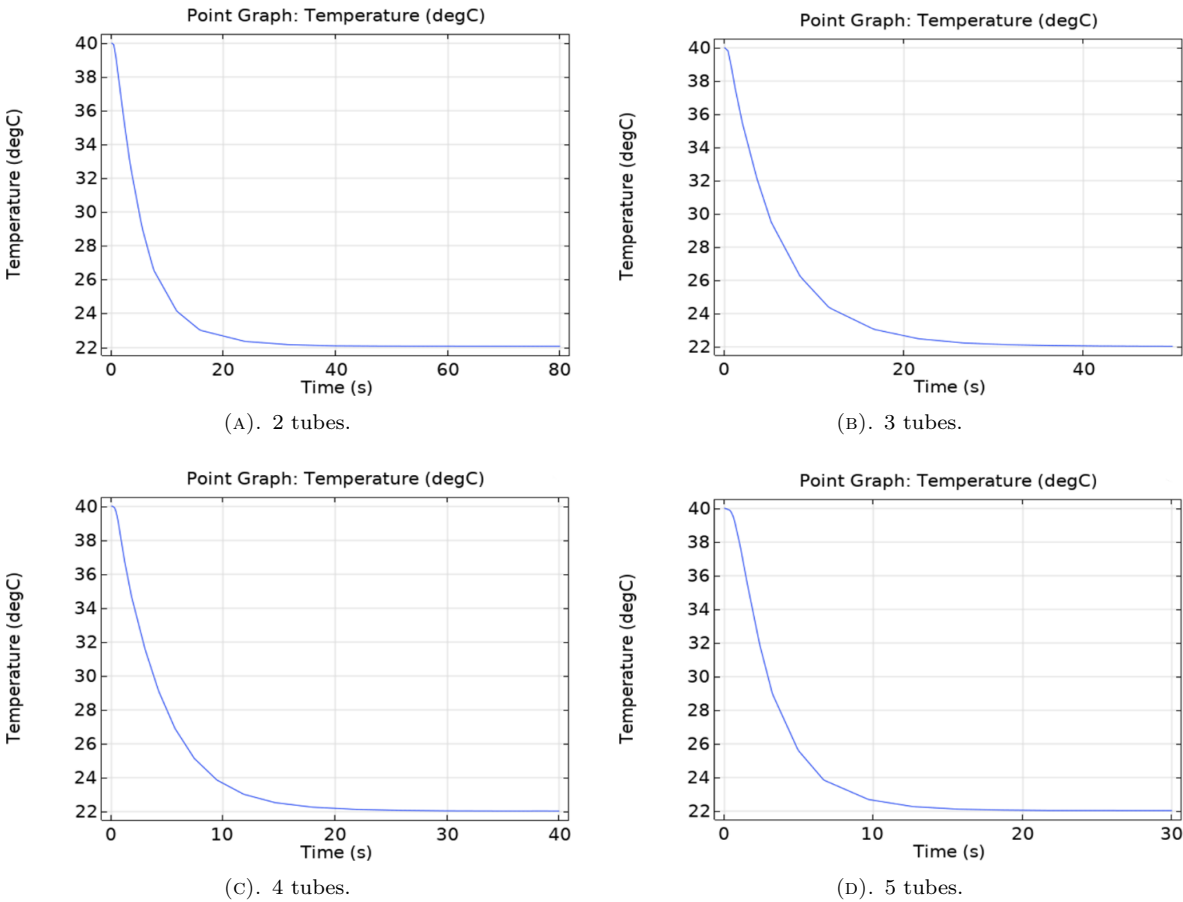 Point Graph: Temperature (degC)
Temperature (degC)
40
38
36
34
32
30
28
26
24
22
0 20 40 60 80
Time (s)
(A). 2 tubes.
Point Graph: Temperature (degC)
Temperature (degC)
40
38
36
34
32
30
28
26
24
22
0 20 40
Time (s)
(B). 3 tubes.
Point Graph: Temperature (degC)
Temperature (degC)
40
38
36
34
32
30
28
26
24
22
0 10 20 30 40
Time (s)
(C). 4 tubes.
Point Graph: Temperature (degC)
Temperature (degC)
40
38
36
34
32
30
28
26
24
22
0 10 20 30
Time (s)
(D). 5 tubes.